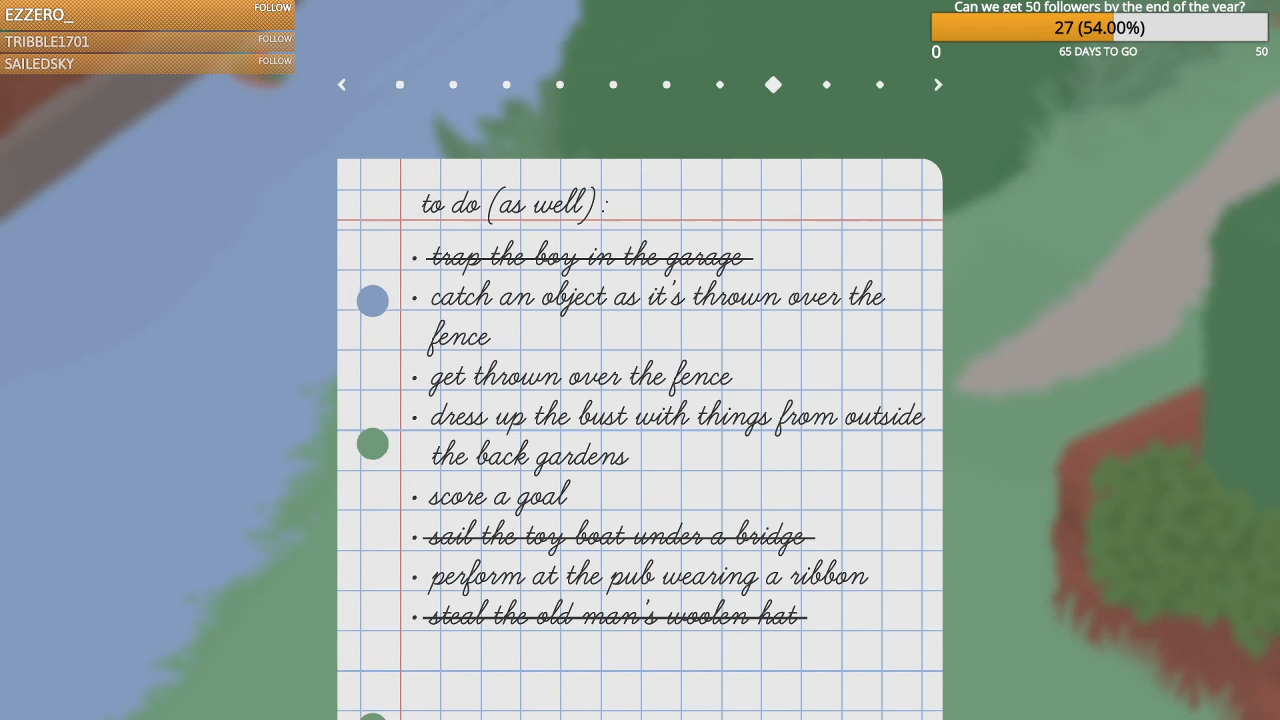 EZZERO_
FOLLOW
TRIBBLE1701
FOLLOW
SAILEDSKY
FOLLOW
Can we get 50 followers by the end of the year?
27 (54.00%)
0
65 DAYS TO GO
50
to do (as well):
• trap the boy in the garage
• catch an object as it's thrown over the
fence
• get thrown over the fence
• dress up the bust with things from outside
the back gardens
• score a goal
• sail the toy boat under a bridge
• perform at the pub wearing a ribbon
• steal the old man's woolen hat